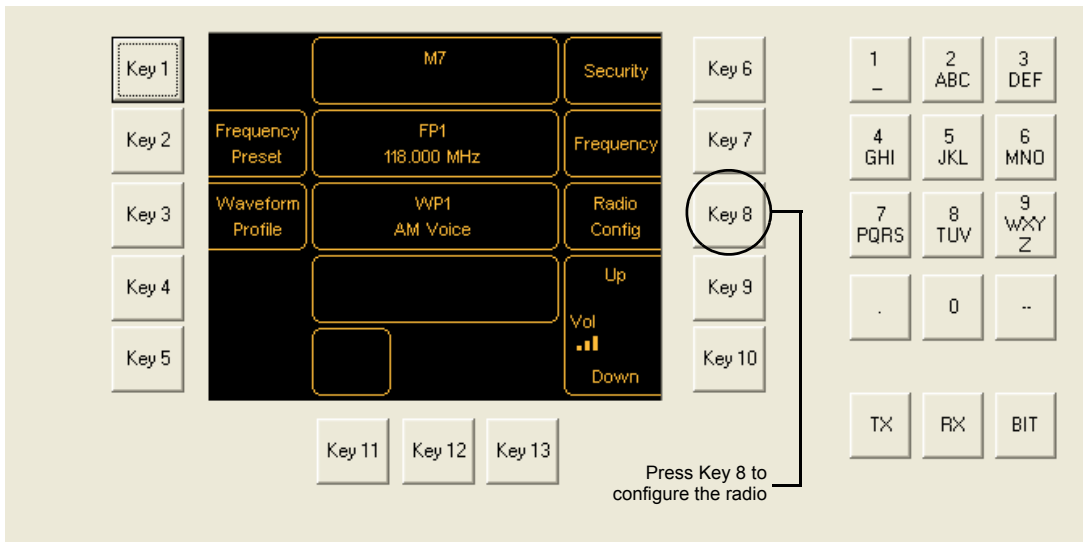 Key 1
M7
Security
Key 6
1
_
2
ABC
3
DEF
Key 2
Frequency
Preset
FP1
118.000 MHz
Frequency
Key 7
4
GHI
5
JKL
6
MNO
Key 3
Waveform
Profile
WP1
AM Voice
Radio
Config
Key 8
7
PQRS
8
TUV
9
WXY
Z
Key 4
Up
Key 9
.
0
--
Vol
Key 5
Down
Key 10
TX
RX
BIT
Key 11
Key 12
Key 13
Press Key 8 to
configure the radio